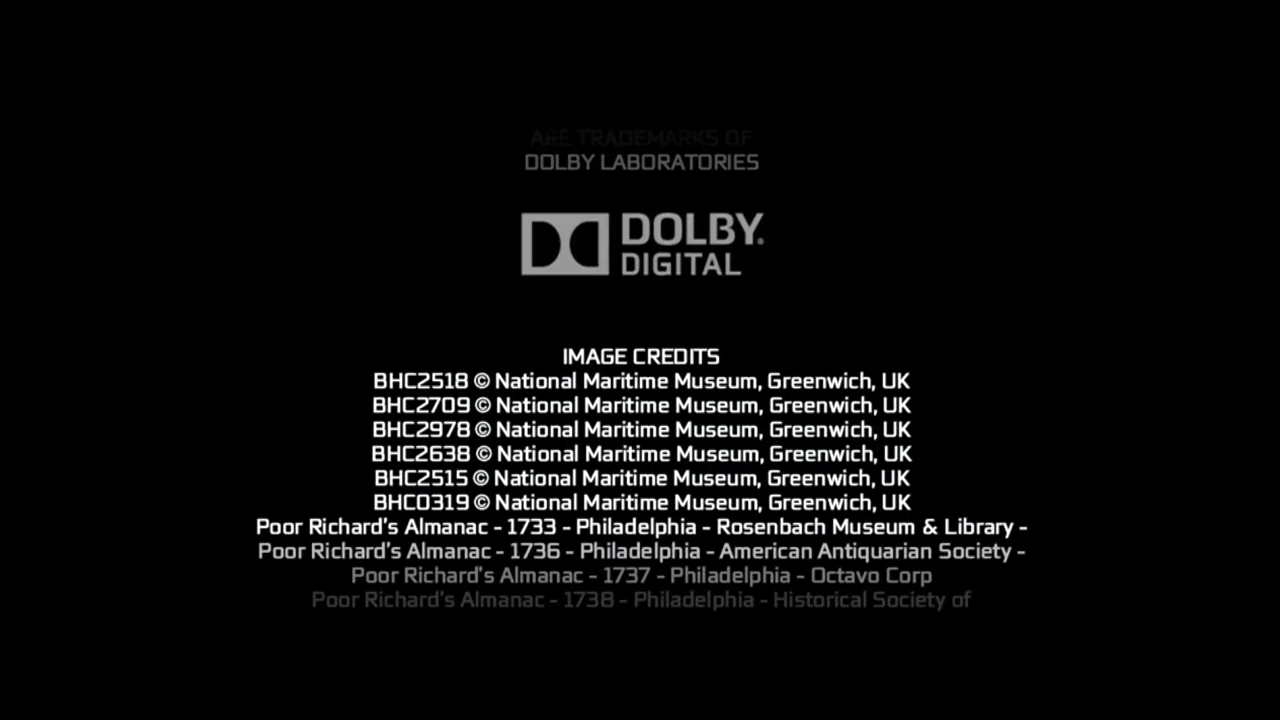 ARE TRADEMARKS OF
DOLBY LABORATORIES
DOLBY®
DIGITAL
IMAGE CREDITS
BHC2518 © National Maritime Museum, Greenwich, UK
BHC2709 © National Maritime Museum, Greenwich, UK
BHC2978 © National Maritime Museum, Greenwich, UK
BHC2638 © National Maritime Museum, Greenwich, UK
BHC2515 © National Maritime Museum, Greenwich, UK
BHC0319 © National Maritime Museum, Greenwich, UK
Poor Richard's Almanac - 1733 - Philadelphia - Rosenbach Museum & Library -
Poor Richard's Almanac - 1736 - Philadelphia - American Antiquarian Society -
Poor Richard's Almanac - 1737 - Philadelphia - Octavo Corp
Poor Richard's Almanac - 1738 - Philadelphia - Historical Society of